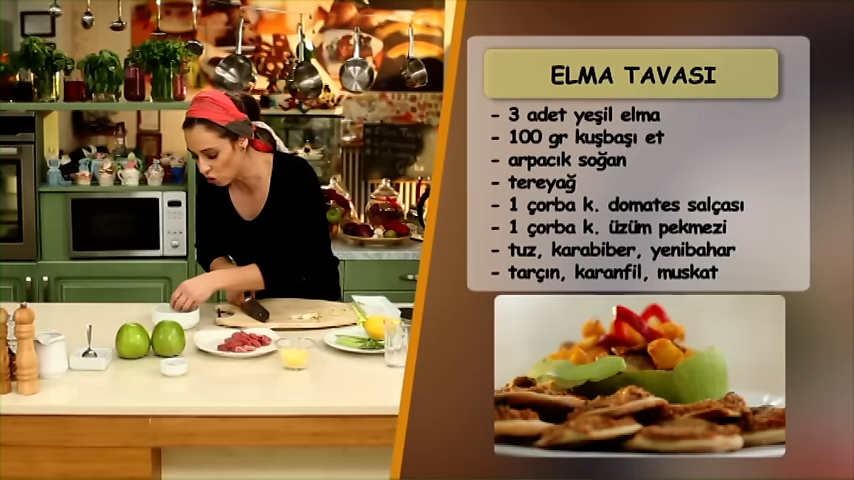 ELMA TAVASI
- 3 adet yeşil elma
- 100 gr kuşbaşı et
- arpacık soğan
- tereyağ
- 1 çorba k. domates salçası
- 1 çorba k. üzüm pekmezi
- tuz, karabiber, yenibahar
- tarçın, karanfil, muskat